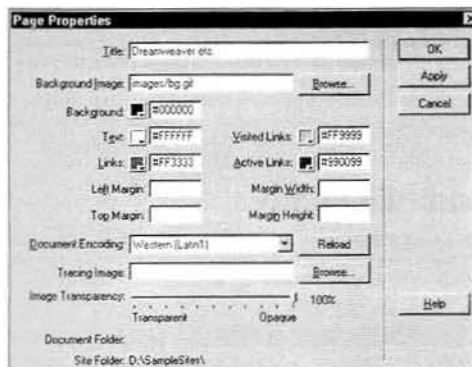 Page Properties
Title: Dreamweaver etc.
OK
Background Image: images/bg.gif Browse...
Apply
Background: #000000
Cancel
Text: #FFFFFF Visited Links: #FF9999
Links: #FF3333 Active Links: #990099
Left Margin: Margin Width:
Top Margin: Margin Height:
Document Encoding: Western (Latin1) Reload
Tracing Image: Browse...
Image Transparency: 100%
Transparent Opaque
Help
Document Folder:
Site Folder: D:\SampleSites\